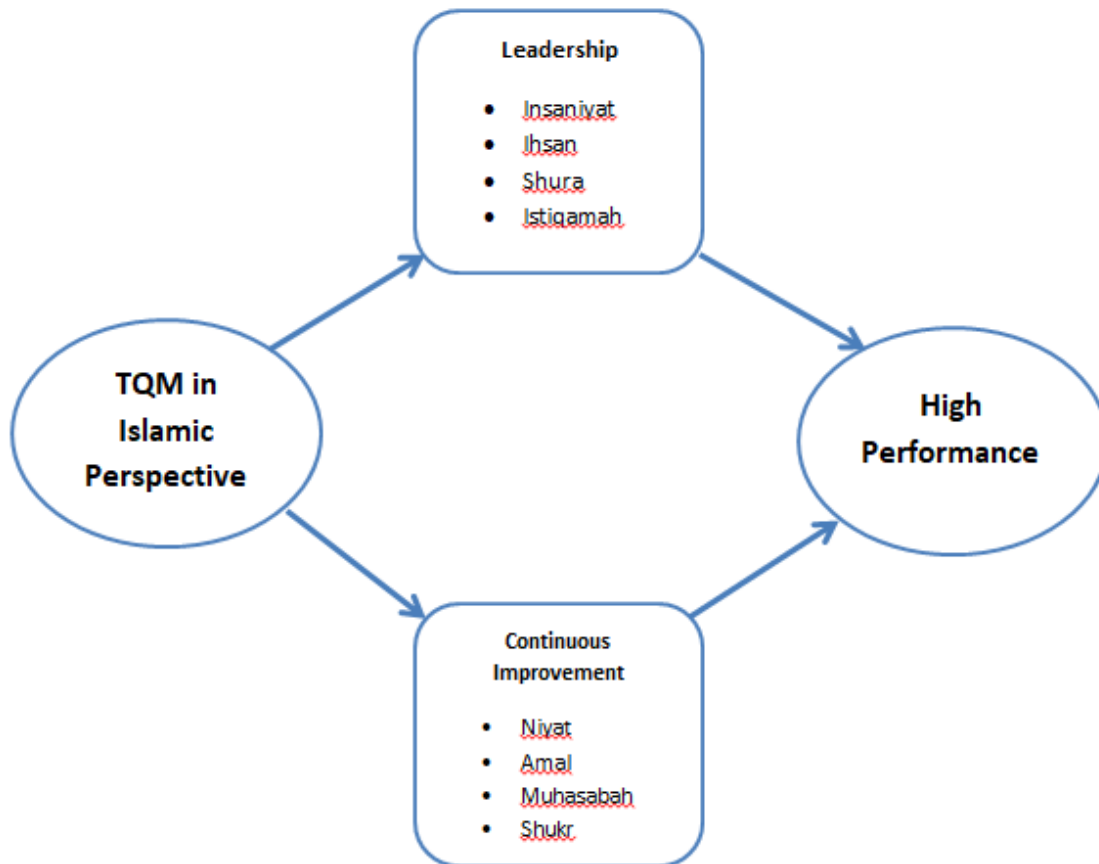 Leadership
• Insaniyat
• Ihsan
• Shura
• Istiqamah
TQM in
Islamic
Perspective
High
Performance
Continuous
Improvement
• Niyat
• Amal
• Muhasabah
• Shukr